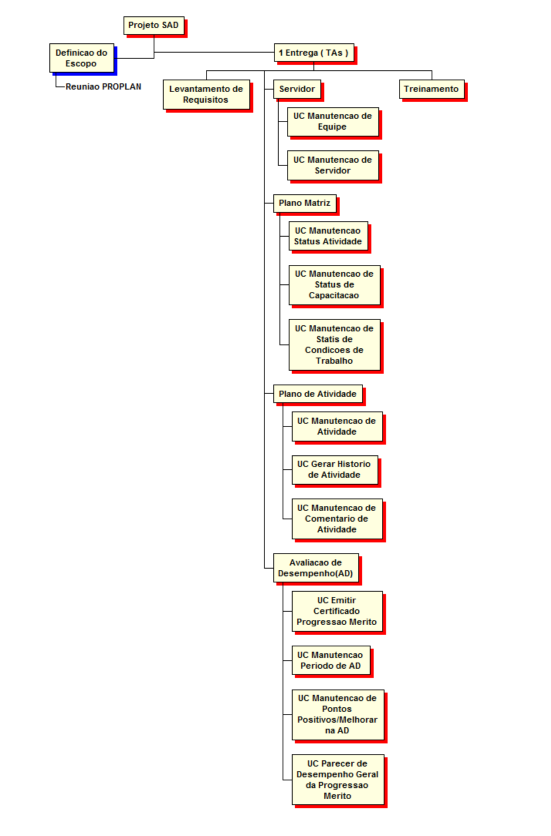 Projeto SAD
Definicao do
Escopo
1 Entrega ( TAs )
Reuniao PROPLAN
Levantamento de
Requisitos
Servidor
Treinamento
UC Manutencao de
Equipe
UC Manutencao de
Servidor
Plano Matriz
UC Manutencao
Status Atividade
UC Manutencao de
Status de
Capacitacao
UC Manutencao de
Statis de
Condicoes de
Trabalho
Plano de Atividade
UC Manutencao de
Atividade
UC Gerar Historio
de Atividade
UC Manutencao de
Comentario de
Atividade
Avaliacao de
Desempenho(AD)
UC Emitir
Certificado
Progressao Merito
UC Manutencao
Periodo de AD
UC Manutencao de
Pontos
Positivos/Melhorar
na AD
UC Parecer de
Desempenho Geral
da Progressao
Merito